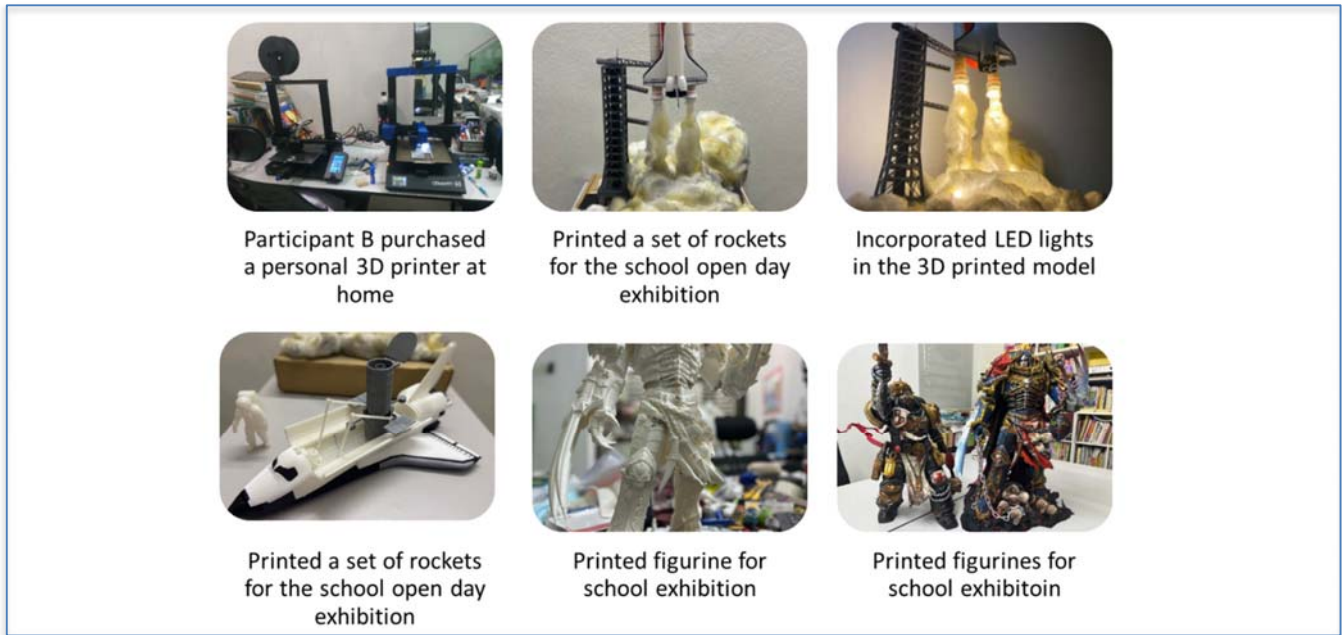 Participant B purchased
a personal 3D printer at
home
Printed a set of rockets
for the school open day
exhibition
Incorporated LED lights
in the 3D printed model
Printed a set of rockets
for the school open day
exhibition
Printed figurine for
school exhibition
Printed figurines for
school exhibitoin